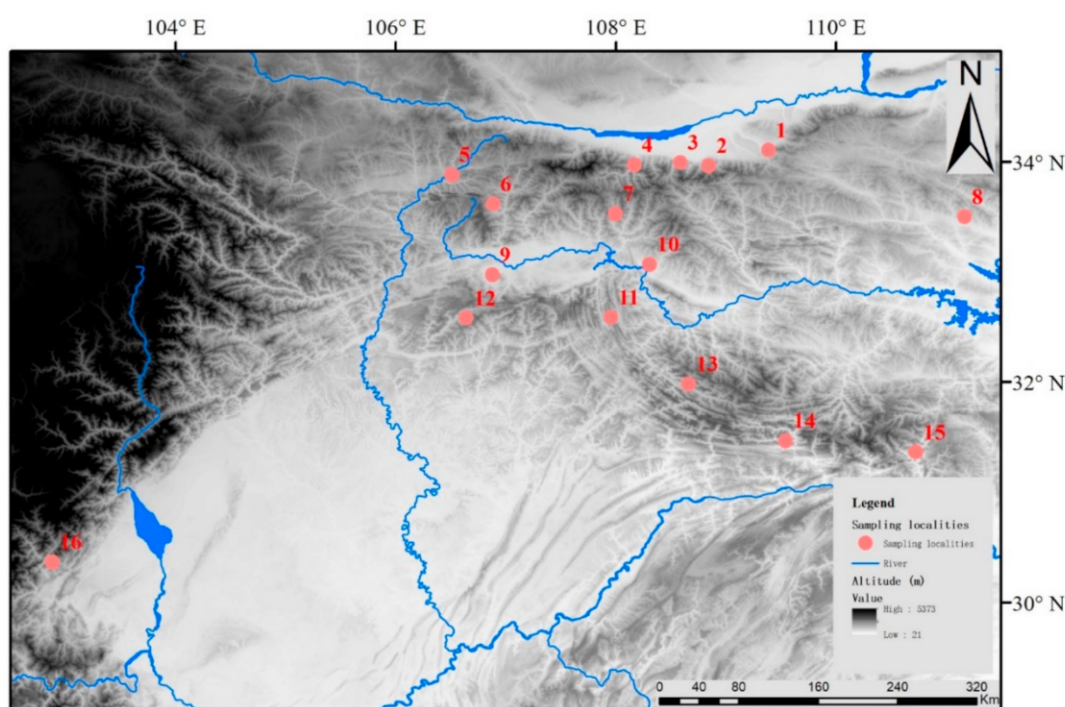 104° E 106° E 108° E 110° E
N
1
4 3 2
34° N
5
6
7
8
10
9
12 11
32° N
13
14
15
Legend
Sampling localities
Sampling localities
River
16
Altitude (m)
Value
High : 5373
Low : 21
30° N
0 40 80 160 240 320
Km